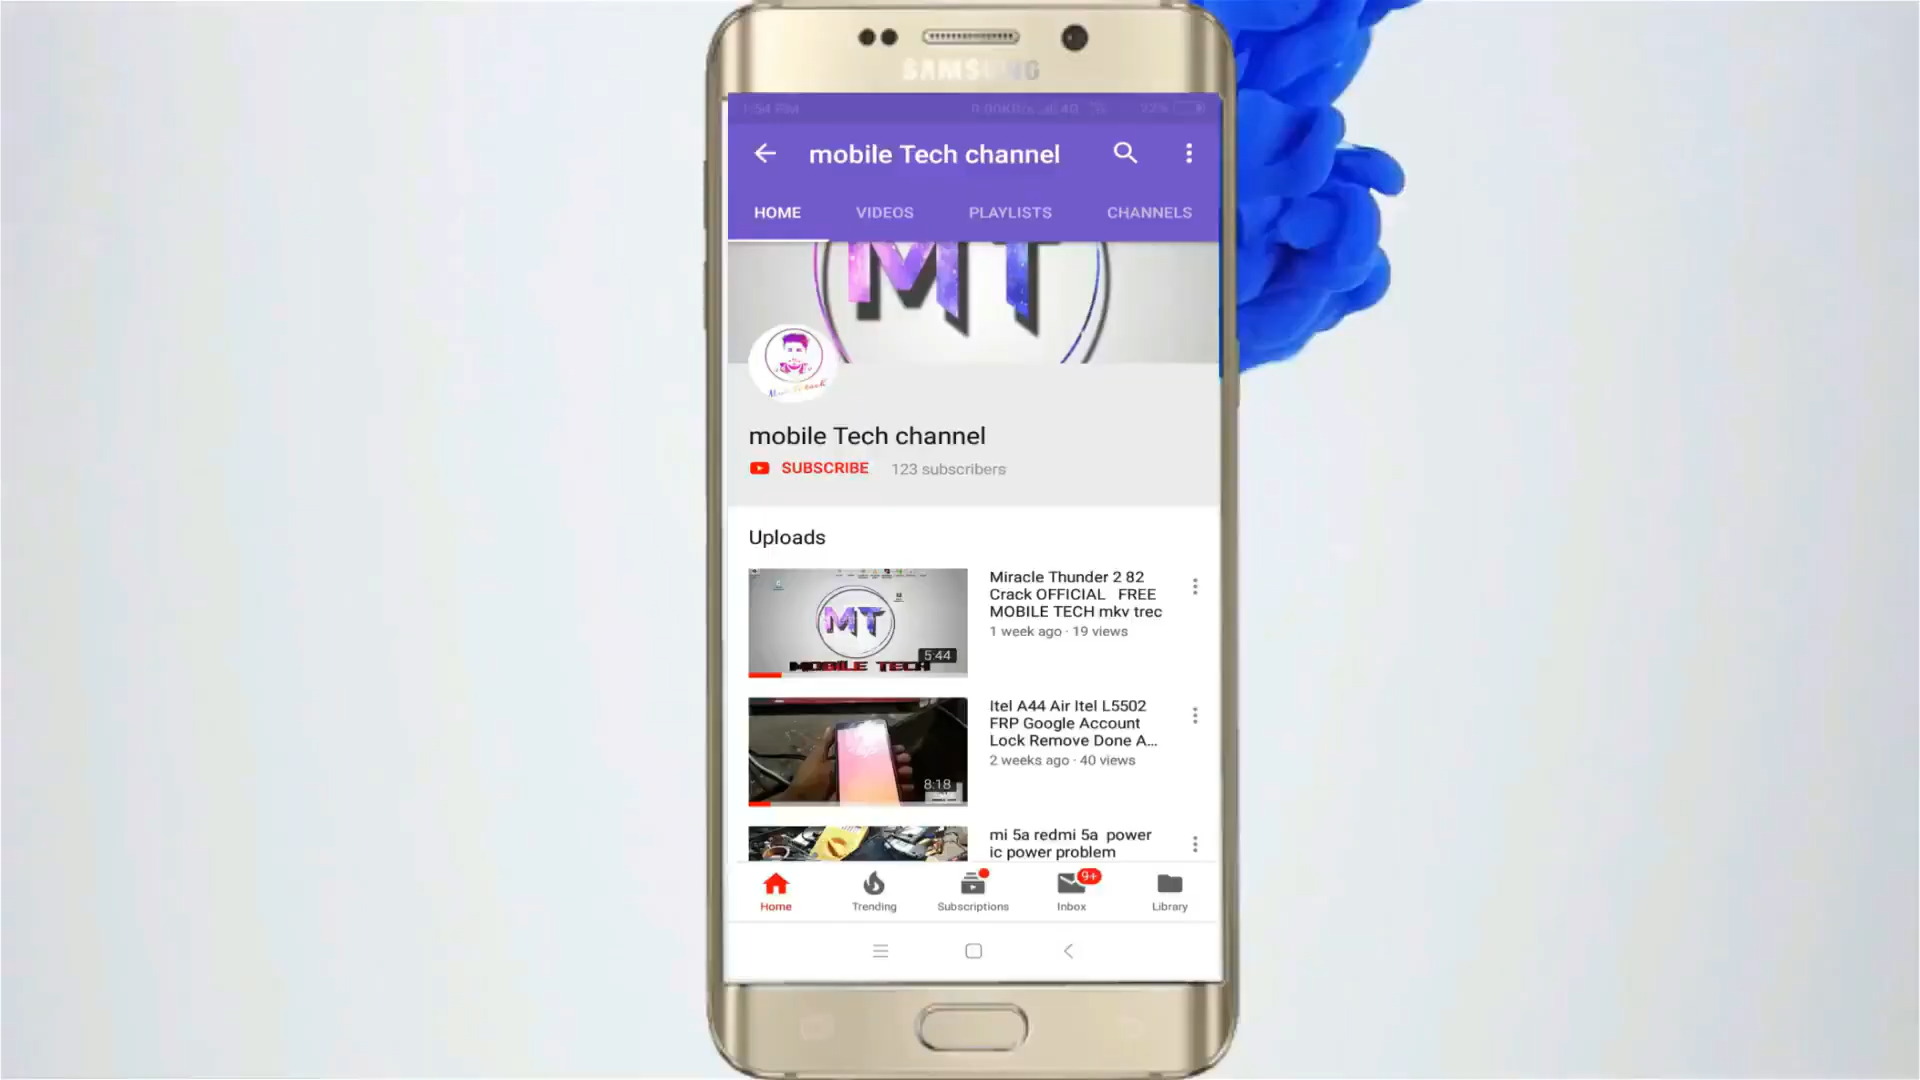 SAMSUNG
1:54 PM
mobile Tech channel
HOME VIDEOS PLAYLISTS CHANNELS
MT
mobile Tech channel
SUBSCRIBE 123 subscribers
Uploads
MT
MOBILE TECH
5:44
Miracle Thunder 2 82
Crack OFFICIAL FREE
MOBILE TECH mkv trec
1 week ago · 19 views
8:18
Itel A44 Air Itel L5502
FRP Google Account
Lock Remove Done A...
2 weeks ago · 40 views
mi 5a redmi 5a power
ic power problem
9+
Home Trending Subscriptions Inbox Library